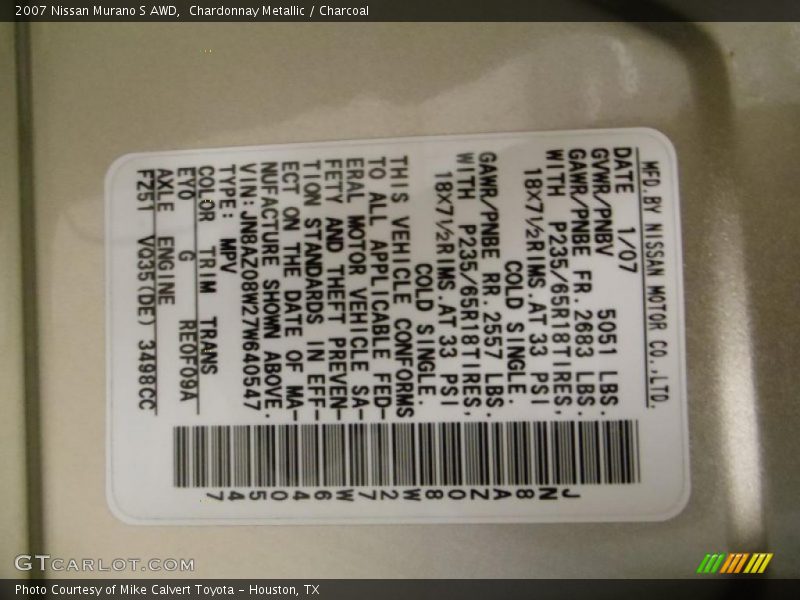 2007 Nissan Murano S AWD,  Chardonnay Metallic / Charcoal
MFD.BY NISSAN MOTOR CO.,LTD.
DATE 1/07
GVWR/PNBV 5051 LBS.
GAWR/PNBE FR. 2683 LBS.
WITH P235/65R18TIRES,
18X7½RIMS.AT 33 PSI
COLD SINGLE.
GAWR/PNBE RR. 2557 LBS.
WITH P235/65R18TIRES,
18X7½RIMS.AT 33 PSI
COLD SINGLE.
THIS VEHICLE CONFORMS
TO ALL APPLICABLE FED-
ERAL MOTOR VEHICLE SA-
FETY AND THEFT PREVEN-
TION STANDARDS IN EFF-
ECT ON THE DATE OF MA-
NUFACTURE SHOWN ABOVE.
VIN:JN8AZ08W27W640547
TYPE: MPV
COLOR TRIM TRANS
EY0 G RE0F09A
AXLE ENGINE
FZ51 VQ35(DE) 3498CC
JN8AZ08W27W640547
GTCarlot.com
Photo Courtesy of Mike Calvert Toyota – Houston, TX